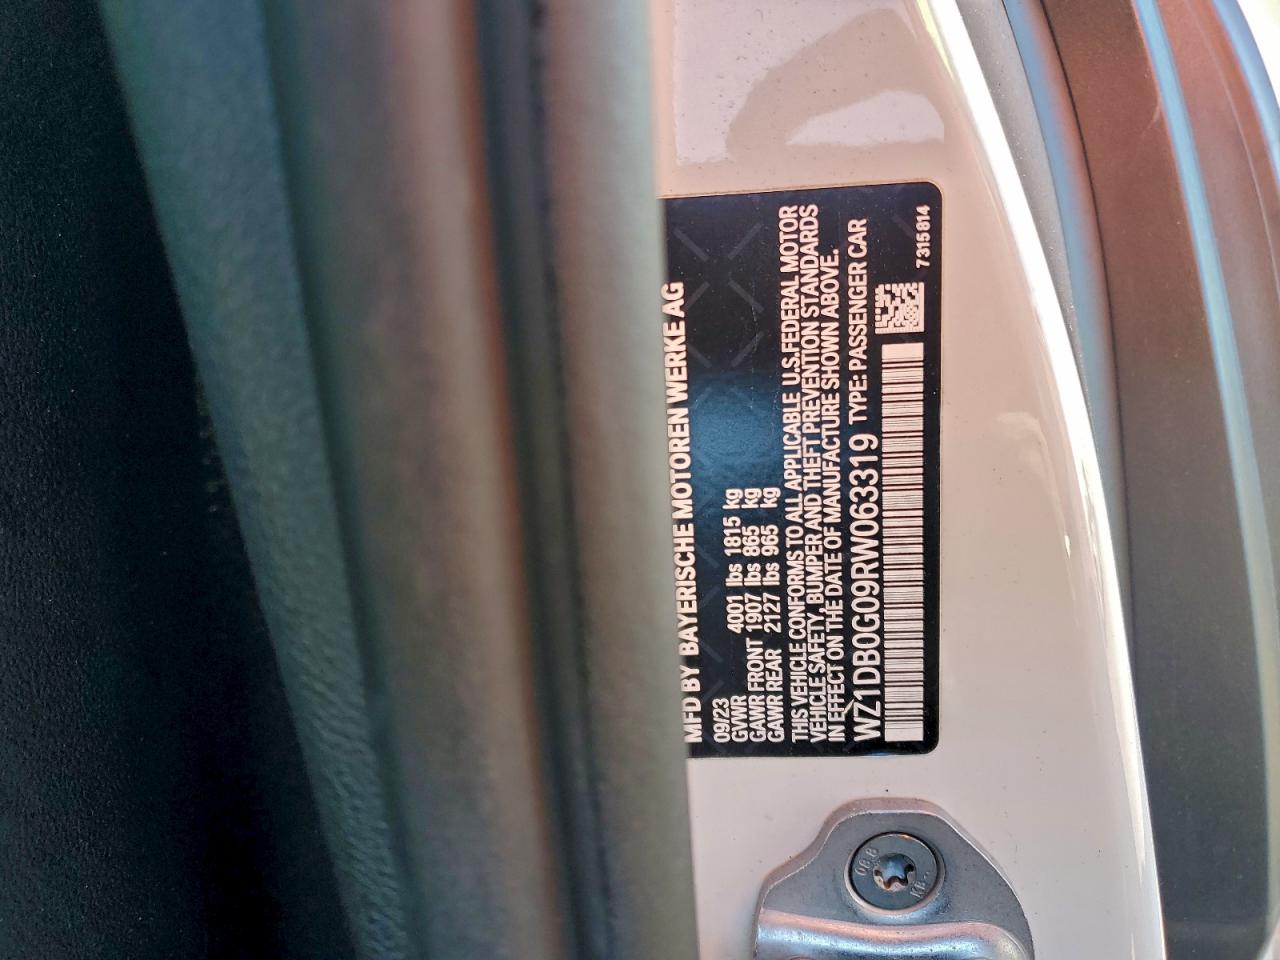 MFD BY BAYERISCHE MOTOREN WERKE AG
09/23
GVWR 4001 lbs 1815 kg
GAWR FRONT 1907 lbs 865 kg
GAWR REAR 2127 lbs 965 kg
THIS VEHICLE CONFORMS TO ALL APPLICABLE U.S.FEDERAL MOTOR
VEHICLE SAFETY, BUMPER AND THEFT PREVENTION STANDARDS
IN EFFECT ON THE DATE OF MANUFACTURE SHOWN ABOVE.
WZ1DB0G09RW063319 TYPE: PASSENGER CAR
7315814
08.8